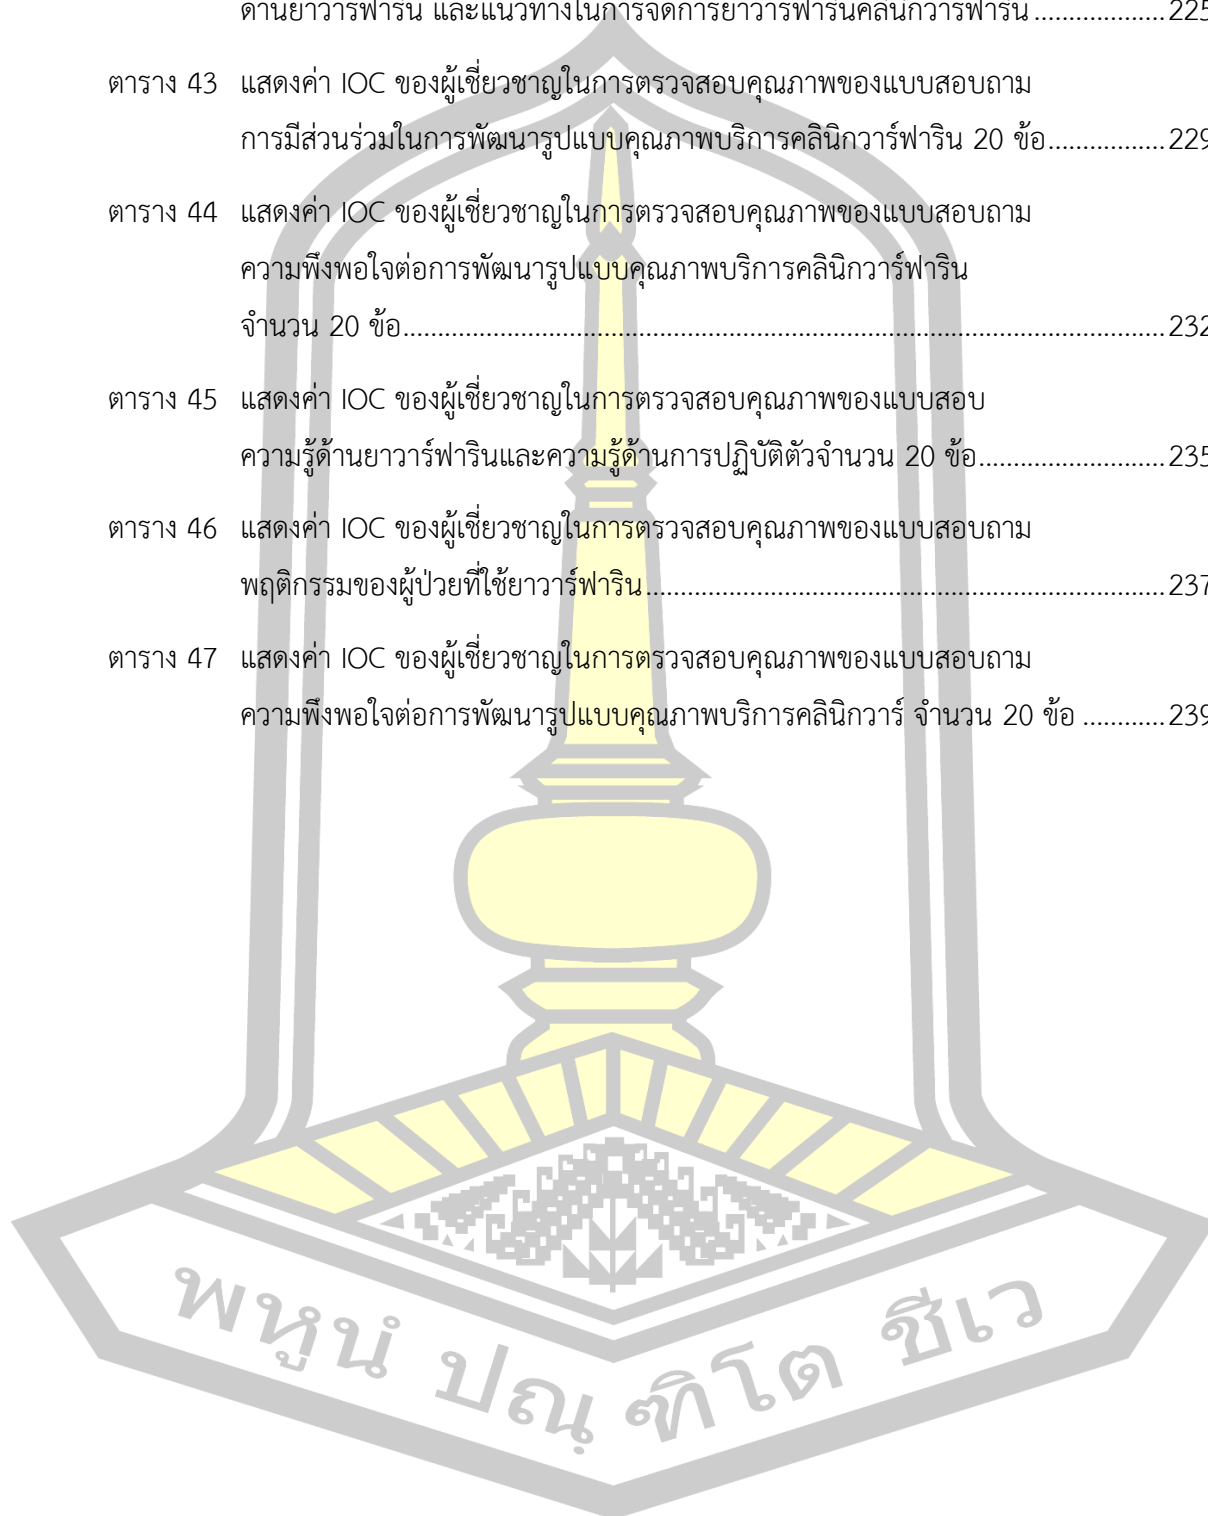 ด้านยาวาร์ฟาริน และแนวทางในการจัดการยาวาร์ฟารินคลินิกวาร์ฟาริน ................... 225
ตาราง 43 แสดงค่า IOC ของผู้เชี่ยวชาญในการตรวจสอบคุณภาพของแบบสอบถาม
การมีส่วนร่วมในการพัฒนารูปแบบคุณภาพบริการคลินิกวาร์ฟาริน 20 ข้อ ................. 229
ตาราง 44 แสดงค่า IOC ของผู้เชี่ยวชาญในการตรวจสอบคุณภาพของแบบสอบถาม
ความพึงพอใจต่อการพัฒนารูปแบบคุณภาพบริการคลินิกวาร์ฟาริน
จำนวน 20 ข้อ ............................................................................................................... 232
ตาราง 45 แสดงค่า IOC ของผู้เชี่ยวชาญในการตรวจสอบคุณภาพของแบบสอบ
ความรู้ด้านยาวาร์ฟารินและความรู้ด้านการปฏิบัติตัวจำนวน 20 ข้อ ........................... 235
ตาราง 46 แสดงค่า IOC ของผู้เชี่ยวชาญในการตรวจสอบคุณภาพของแบบสอบถาม
พฤติกรรมของผู้ป่วยที่ใช้ยาวาร์ฟาริน ........................................................................... 237
ตาราง 47 แสดงค่า IOC ของผู้เชี่ยวชาญในการตรวจสอบคุณภาพของแบบสอบถาม
ความพึงพอใจต่อการพัฒนารูปแบบคุณภาพบริการคลินิกวาร์ จำนวน 20 ข้อ ............ 239
พหูนํ ปณฺฑิโต ชีเว